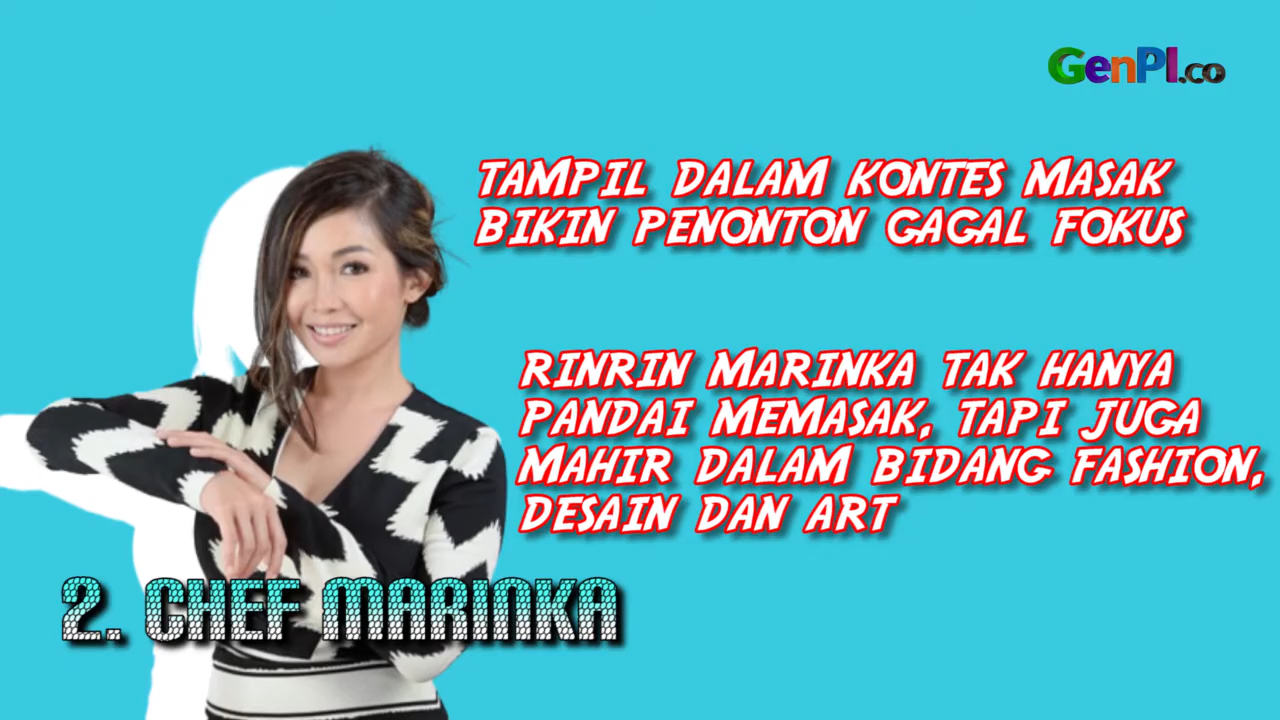 GenPI.co
TAMPIL DALAM KONTES MASAK
BIKIN PENONTON GAGAL FOKUS
RINRIN MARINKA TAK HANYA
PANDAI MEMASAK, TAPI JUGA
MAHIR DALAM BIDANG FASHION,
DESAIN DAN ART
2. CHEF MARINKA